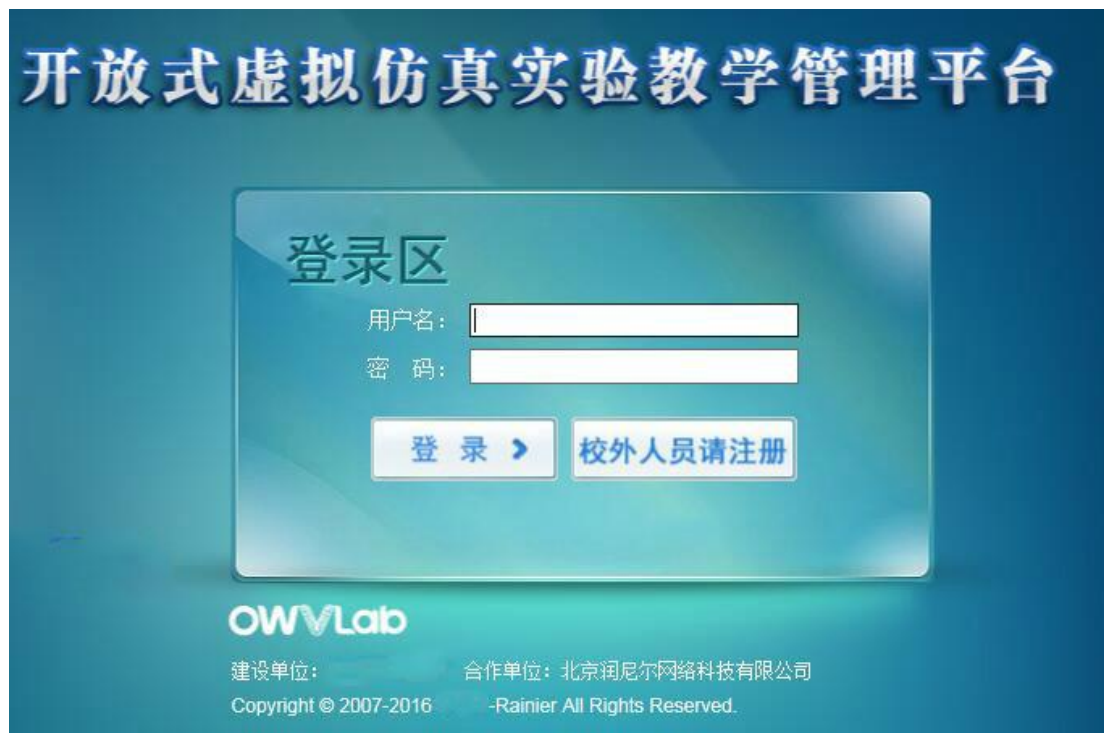 开放式虚拟仿真实验教学管理平台
登录区
用户名：
密 码：
登 录 校外人员请注册
OWVLab
建设单位： 合作单位：北京润尼尔网络科技有限公司
Copyright © 2007-2016 -Rainier All Rights Reserved.